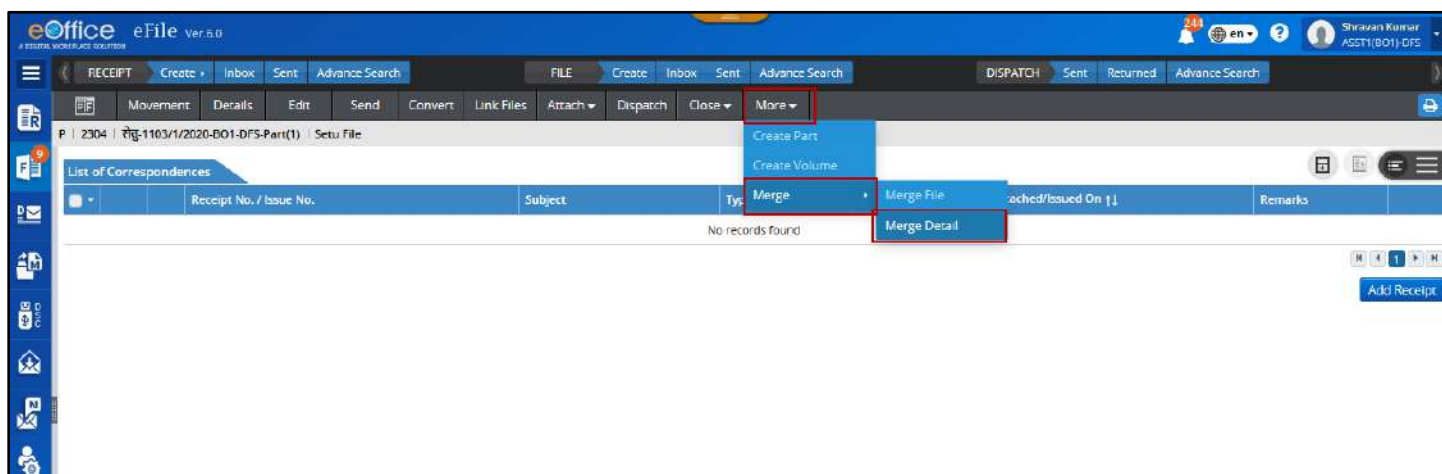 eOffice eFile Ver.6.0
A DIGITAL WORKPLACE SOLUTION
244 en ? Shravan Kumar
ASST1(BO1)-DFS
RECEIPT Create Inbox Sent Advance Search FILE Create Inbox Sent Advance Search DISPATCH Sent Returned Advance Search
Movement Details Edit Send Convert Link Files Attach Dispatch Close More
P | 2304 | सेतु-1103/1/2020-BO1-DFS-Part(1) | Setu File
Create Part
Create Volume
Merge
Merge File
Merge Detail
9
List of Correspondences
Receipt No. / Issue No. Subject Typ ached/Issued On Remarks
No records found
1
Add Receipt